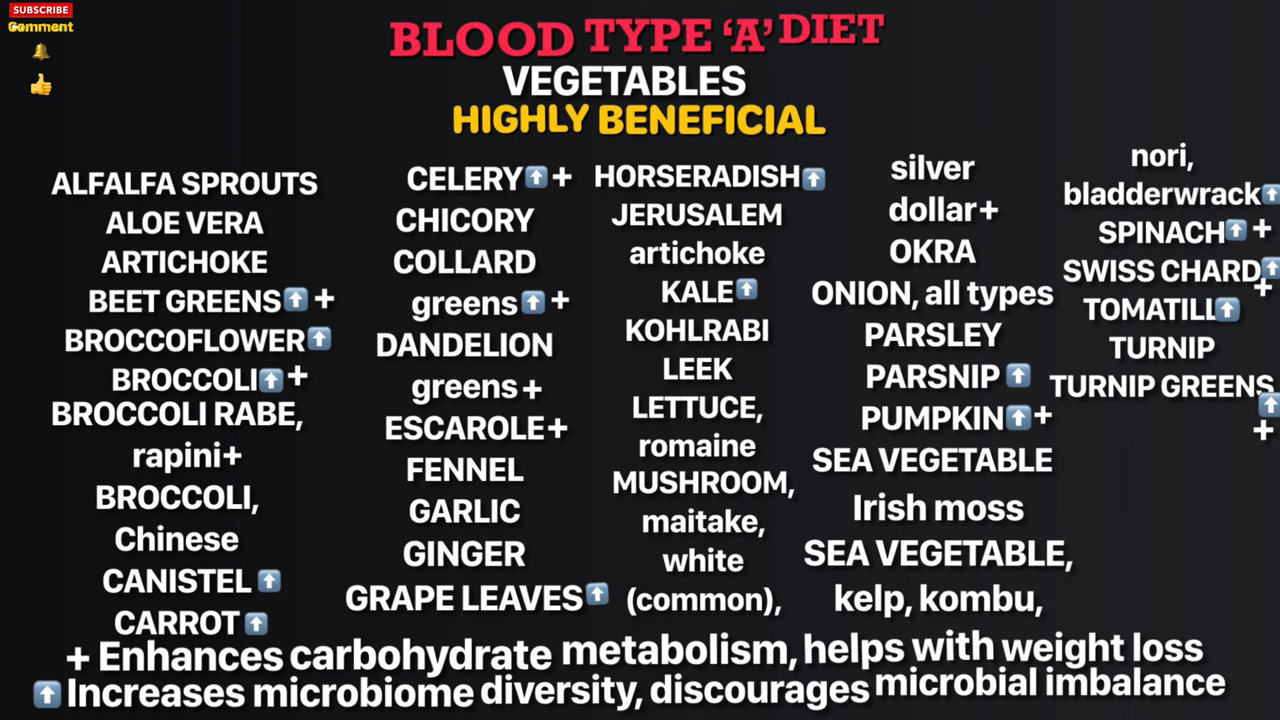 SUBSCRIBE
Comment
BLOOD TYPE ‘A’ DIET
VEGETABLES
HIGHLY BENEFICIAL
ALFALFA SPROUTS
ALOE VERA
ARTICHOKE
BEET GREENS⬆️ +
BROCCOFLOWER⬆️
BROCCOLI⬆️ +
BROCCOLI RABE,
rapini+
BROCCOLI,
Chinese
CANISTEL ⬆️
CARROT ⬆️
CELERY⬆️ +
CHICORY
COLLARD
greens⬆️ +
DANDELION
greens +
ESCAROLE+
FENNEL
GARLIC
GINGER
GRAPE LEAVES⬆️
HORSERADISH⬆️
JERUSALEM
artichoke
KALE⬆️
KOHLRABI
LEEK
LETTUCE,
romaine
MUSHROOM,
maitake,
white
(common),
silver
dollar+
OKRA
ONION, all types
PARSLEY
PARSNIP ⬆️
PUMPKIN⬆️+
SEA VEGETABLE
Irish moss
SEA VEGETABLE,
kelp, kombu,
nori,
bladderwrack⬆️
SPINACH⬆️ +
SWISS CHARD⬆️
+
TOMATILL⬆️
TURNIP
TURNIP GREENS
⬆️
+
+ Enhances carbohydrate metabolism, helps with weight loss
⬆️Increases microbiome diversity, discourages microbial imbalance